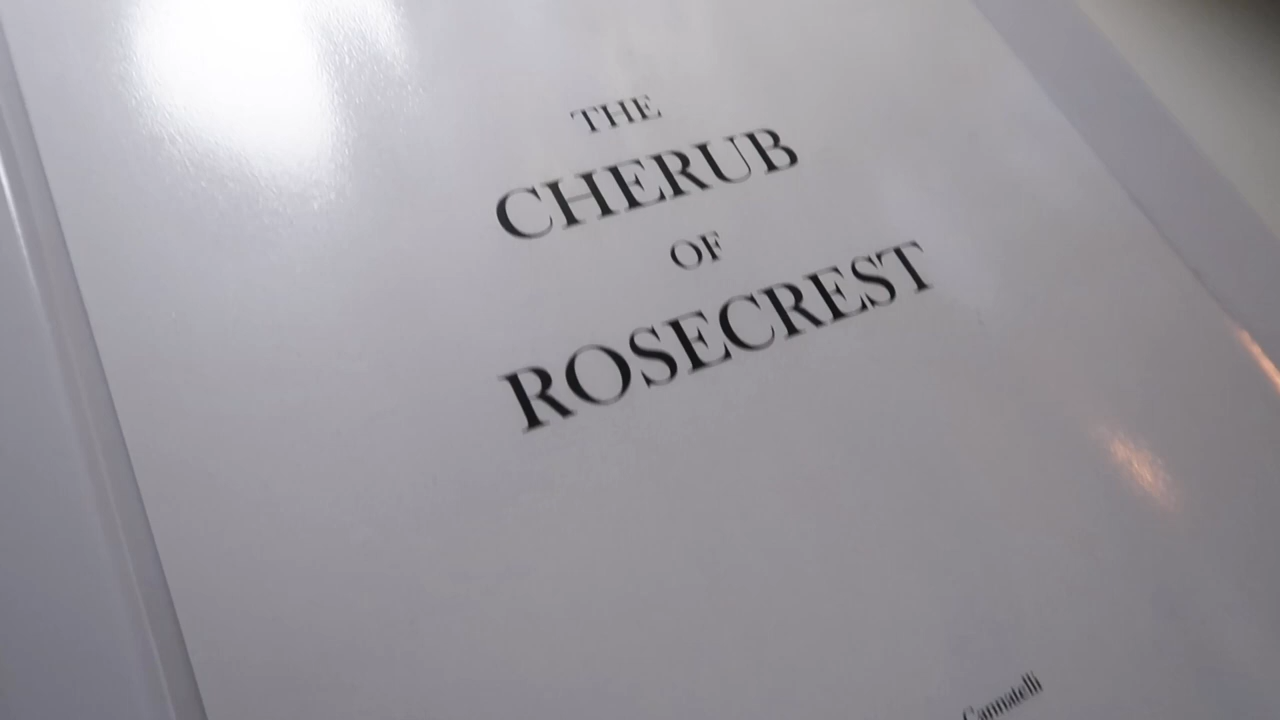 THE
CHERUB
OF
ROSECREST
Cannatelli